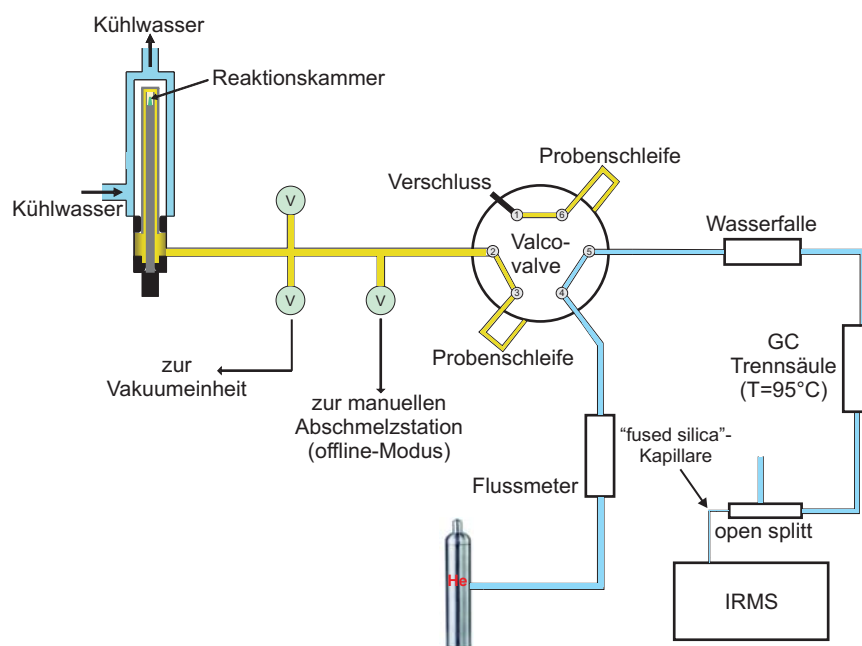 Kühlwasser
Reaktionskammer
Kühlwasser
V
V
V
zur
Vakuumeinheit
zur manuellen
Abschmelzstation
(offline-Modus)
Verschluss
Probenschleife
1
6
Valco-
valve
2
5
3
4
Probenschleife
Wasserfalle
GC
Trennsäule
(T=95°C)
"fused silica"-
Kapillare
Flussmeter
open splitt
He
IRMS